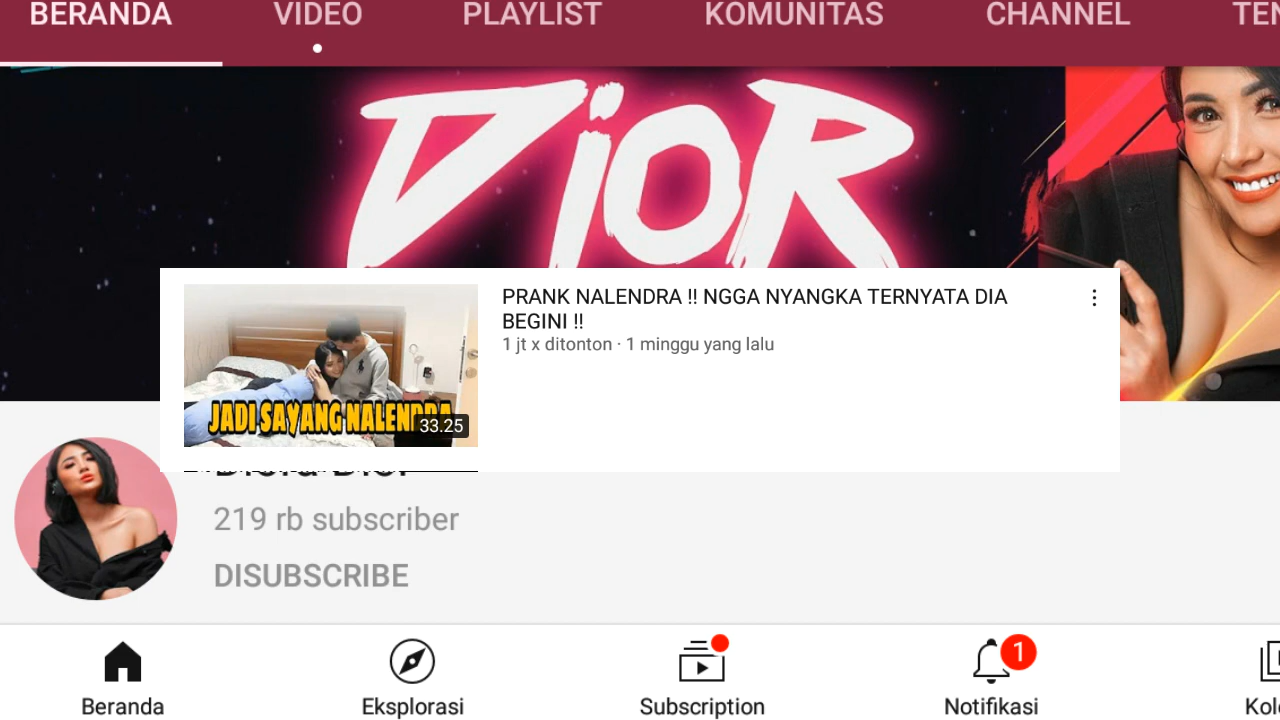 BERANDA VIDEO PLAYLIST KOMUNITAS CHANNEL
DioR
PRANK NALENDRA !! NGGA NYANGKA TERNYATA DIA
BEGINI !!
1 jt x ditonton · 1 minggu yang lalu
JADI SAYANG NALENDRA
33.25
219 rb subscriber
DISUBSCRIBE
1
Beranda Eksplorasi Subscription Notifikasi